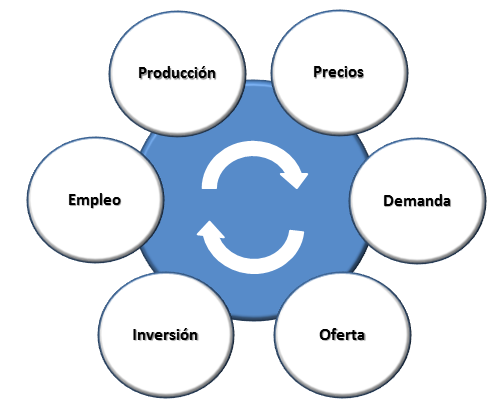 Producción
Precios
Empleo
Demanda
Inversión
Oferta